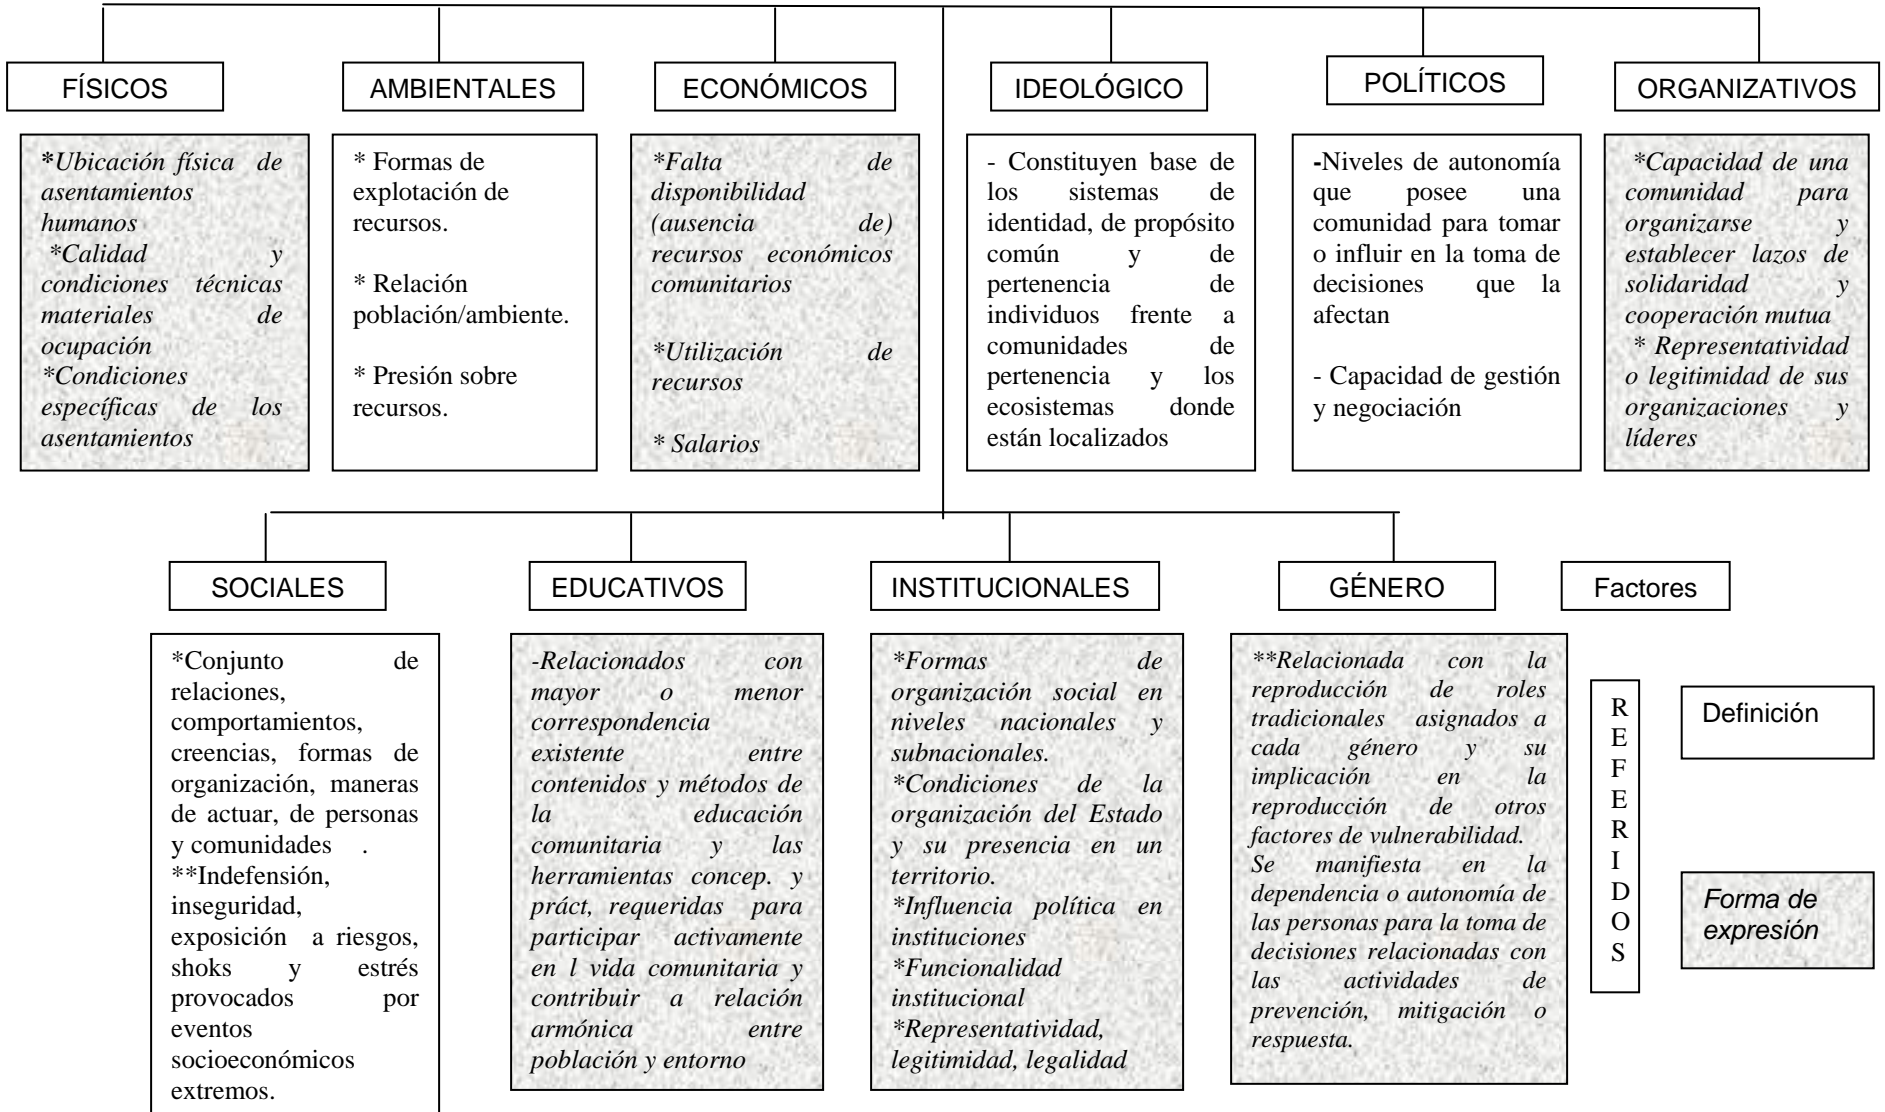 FÍSICOS
*Ubicación física de
asentamientos
humanos
*Calidad y
condiciones técnicas
materiales de
ocupación
*Condiciones
específicas de los
asentamientos
AMBIENTALES
* Formas de
explotación de
recursos.
* Relación
población/ambiente.
* Presión sobre
recursos.
ECONÓMICOS
*Falta de
disponibilidad
(ausencia de)
recursos económicos
comunitarios
*Utilización de
recursos
* Salarios
IDEOLÓGICO
- Constituyen base de
los sistemas de
identidad, de propósito
común y de
pertenencia de
individuos frente a
comunidades de
pertenencia y los
ecosistemas donde
están localizados
POLÍTICOS
-Niveles de autonomía
que posee una
comunidad para tomar
o influir en la toma de
decisiones que la
afectan
- Capacidad de gestión
y negociación
ORGANIZATIVOS
*Capacidad de una
comunidad para
organizarse y
establecer lazos de
solidaridad y
cooperación mutua
* Representatividad
o legitimidad de sus
organizaciones y
líderes
SOCIALES
*Conjunto de
relaciones,
comportamientos,
creencias, formas de
organización, maneras
de actuar, de personas
y comunidades .
**Indefensión,
inseguridad,
exposición a riesgos,
shoks y estrés
provocados por
eventos
socioeconómicos
extremos.
EDUCATIVOS
-Relacionados con
mayor o menor
correspondencia
existente entre
contenidos y métodos de
la educación
comunitaria y las
herramientas concep. y
práct, requeridas para
participar activamente
en l vida comunitaria y
contribuir a relación
armónica entre
población y entorno
INSTITUCIONALES
*Formas de
organización social en
niveles nacionales y
subnacionales.
*Condiciones de la
organización del Estado
y su presencia en un
territorio.
*Influencia política en
instituciones
*Funcionalidad
institucional
*Representatividad,
legitimidad, legalidad
GÉNERO
**Relacionada con la
reproducción de roles
tradicionales asignados a
cada género y su
implicación en la
reproducción de otros
factores de vulnerabilidad.
Se manifiesta en la
dependencia o autonomía de
las personas para la toma de
decisiones relacionadas con
las actividades de
prevención, mitigación o
respuesta.
Factores
R
E
F
E
R
I
D
O
S
Definición
Forma de
expresión